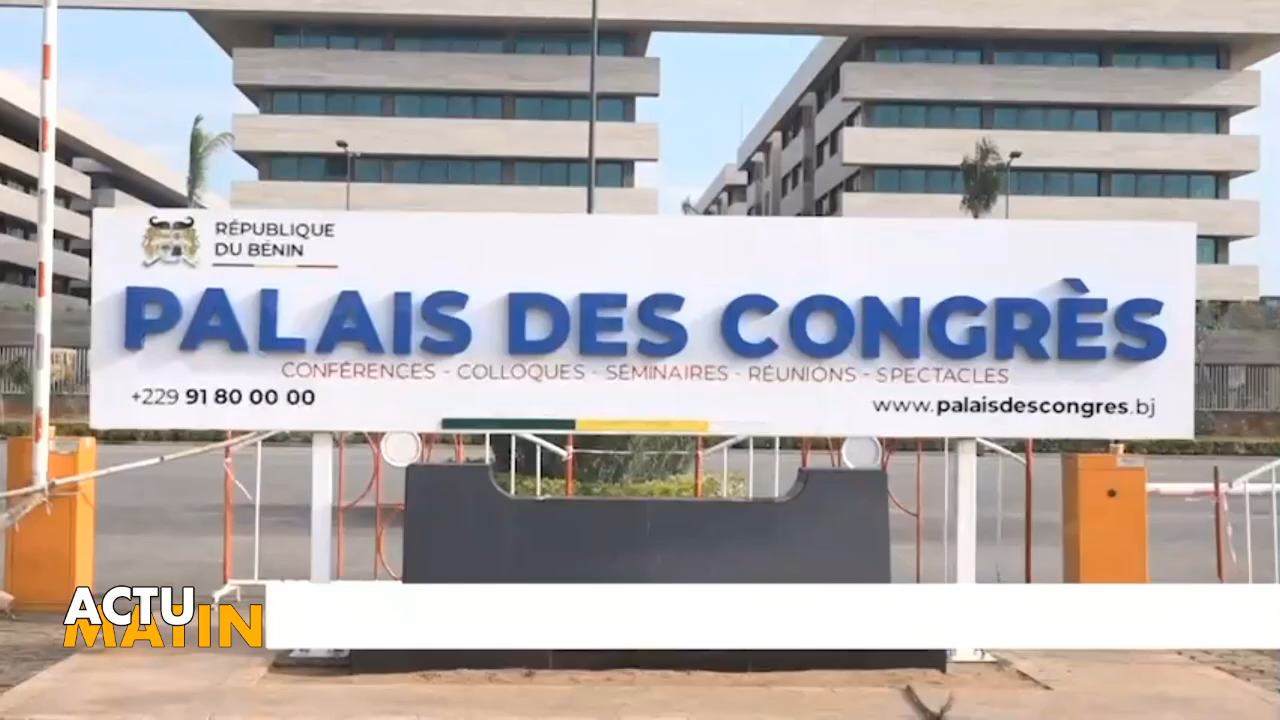 RÉPUBLIQUE
DU BÉNIN
PALAIS DES CONGRÈS
CONFÉRENCES - COLLOQUES - SÉMINAIRES - RÉUNIONS - SPECTACLES
+229 91 80 00 00
www.palaisdescongres.bj
ACTU
MATIN